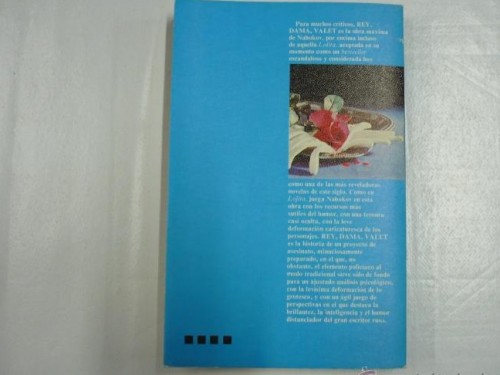 Para muchos críticos, REY,
DAMA, VALET es la obra máxima
de Nabokov, por encima incluso
de aquella Lolita, aceptada en su
momento como un bestseller
escandaloso y considerada hoy
como una de las más reveladoras
novelas de este siglo. Como en
Lolita, juega Nabokov en esta
obra con los recursos más
sutiles del humor, con una ternura
casi oculta, con la leve
deformación caricaturesca de los
personajes. REY, DAMA, VALET
es la historia de un proyecto de
asesinato, minuciosamente
preparado, en el que, no
obstante, el elemento policíaco al
modo tradicional sirve sólo de fondo
para un ajustado análisis psicológico,
con la levísima deformación de lo
grotesco, y con un ágil juego de
perspectivas en el que destaca la
brillantez, la inteligencia y el humor
distanciador del gran escritor ruso.